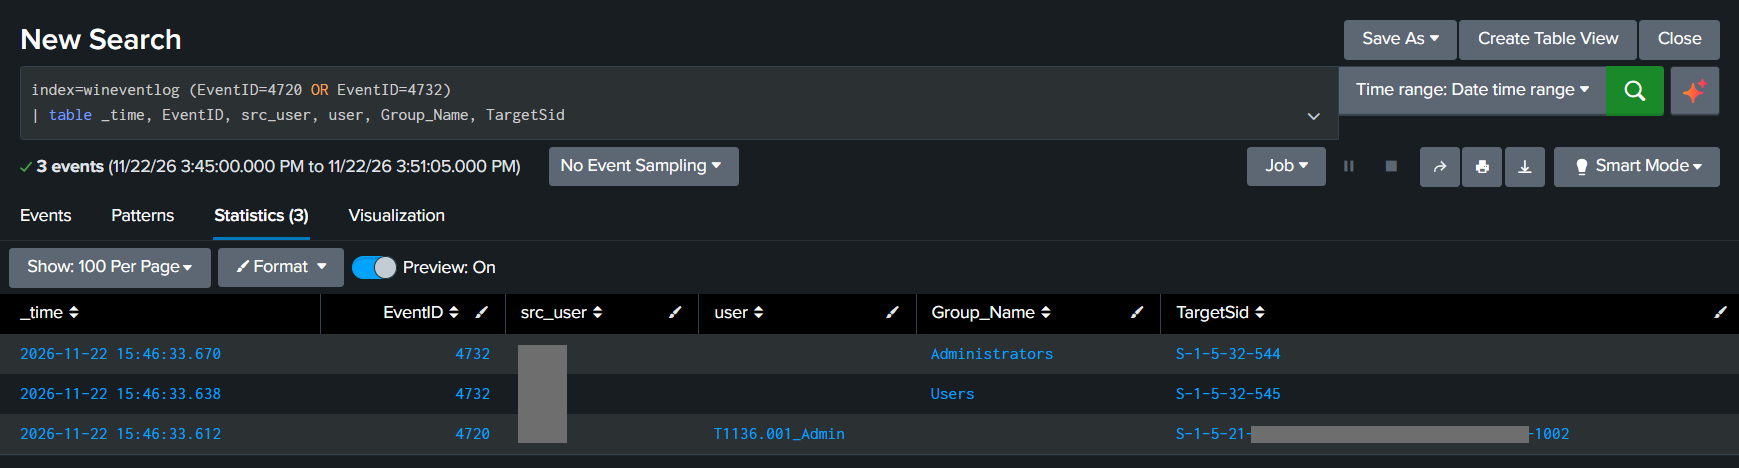 New Search
Save As Create Table View Close
index=wineventlog (EventID=4720 OR EventID=4732)
| table _time, EventID, src_user, user, Group_Name, TargetSid
Time range: Date time range
3 events (11/22/26 3:45:00.000 PM to 11/22/26 3:51:05.000 PM) No Event Sampling Job Smart Mode
Events Patterns Statistics (3) Visualization
Show: 100 Per Page Format Preview: On
_time EventID src_user user Group_Name TargetSid
2026-11-22 15:46:33.670 4732 Administrators S-1-5-32-544
2026-11-22 15:46:33.638 4732 Users S-1-5-32-545
2026-11-22 15:46:33.612 4720 T1136.001_Admin S-1-5-21- -1002